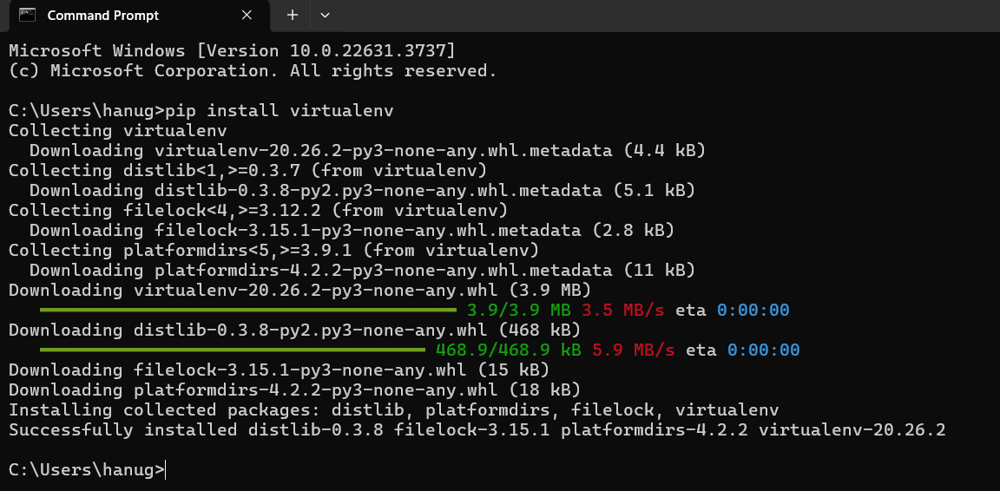 Command Prompt
Microsoft Windows [Version 10.0.22631.3737]
(c) Microsoft Corporation. All rights reserved.
C:\Users\hanug>pip install virtualenv
Collecting virtualenv
  Downloading virtualenv-20.26.2-py3-none-any.whl.metadata (4.4 kB)
Collecting distlib<1,>=0.3.7 (from virtualenv)
  Downloading distlib-0.3.8-py2.py3-none-any.whl.metadata (5.1 kB)
Collecting filelock<4,>=3.12.2 (from virtualenv)
  Downloading filelock-3.15.1-py3-none-any.whl.metadata (2.8 kB)
Collecting platformdirs<5,>=3.9.1 (from virtualenv)
  Downloading platformdirs-4.2.2-py3-none-any.whl.metadata (11 kB)
Downloading virtualenv-20.26.2-py3-none-any.whl (3.9 MB)
3.9/3.9 MB 3.5 MB/s eta 0:00:00
Downloading distlib-0.3.8-py2.py3-none-any.whl (468 kB)
468.9/468.9 kB 5.9 MB/s eta 0:00:00
Downloading filelock-3.15.1-py3-none-any.whl (15 kB)
Downloading platformdirs-4.2.2-py3-none-any.whl (18 kB)
Installing collected packages: distlib, platformdirs, filelock, virtualenv
Successfully installed distlib-0.3.8 filelock-3.15.1 platformdirs-4.2.2 virtualenv-20.26.2
C:\Users\hanug>